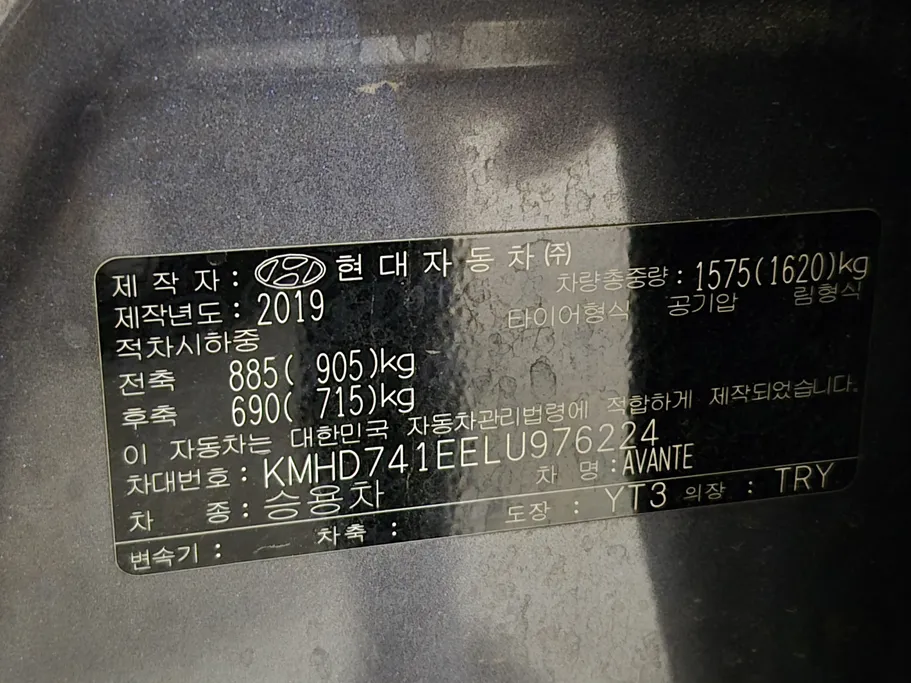 제작자 : 현대자동차㈜
제작년도 : 2019
차량총중량 : 1575(1620)kg
적차시하중
타이어형식 공기압 림형식
전축 885( 905)kg
후축 690( 715)kg
이 자동차는 대한민국 자동차관리법령에 적합하게 제작되었습니다.
차대번호 : KMHD741EELU976224
차 종 : 승용차 차 명 : AVANTE
변속기 : 차축 : 도장 : YT3 의장 : TRY